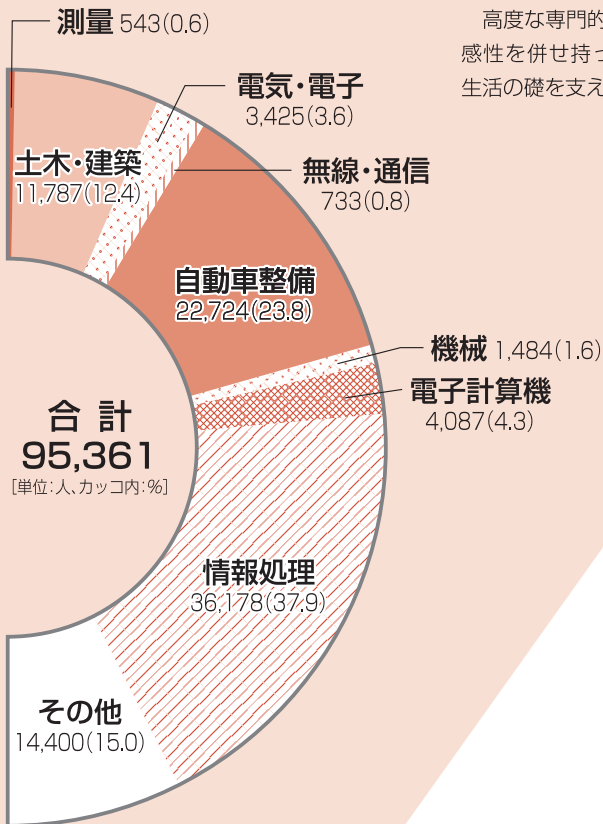 高度な専門的
感性を併せ持っ
生活の礎を支え
測量 543(0.6)
電気・電子
3,425(3.6)
土木・建築
11,787(12.4)
無線・通信
733(0.8)
自動車整備
22,724(23.8)
機械 1,484(1.6)
電子計算機
4,087(4.3)
合計
95,361
[単位:人、カッコ内:%]
情報処理
36,178(37.9)
その他
14,400(15.0)